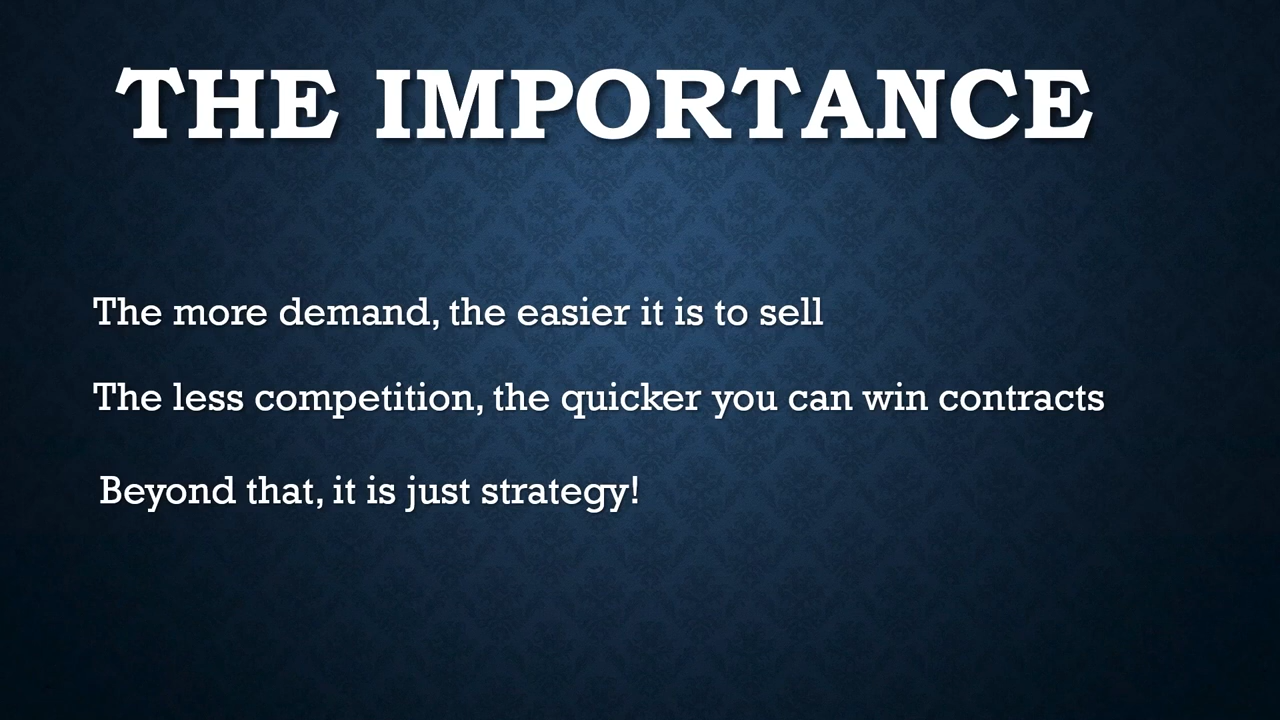 THE IMPORTANCE
The more demand, the easier it is to sell
The less competition, the quicker you can win contracts
Beyond that, it is just strategy!